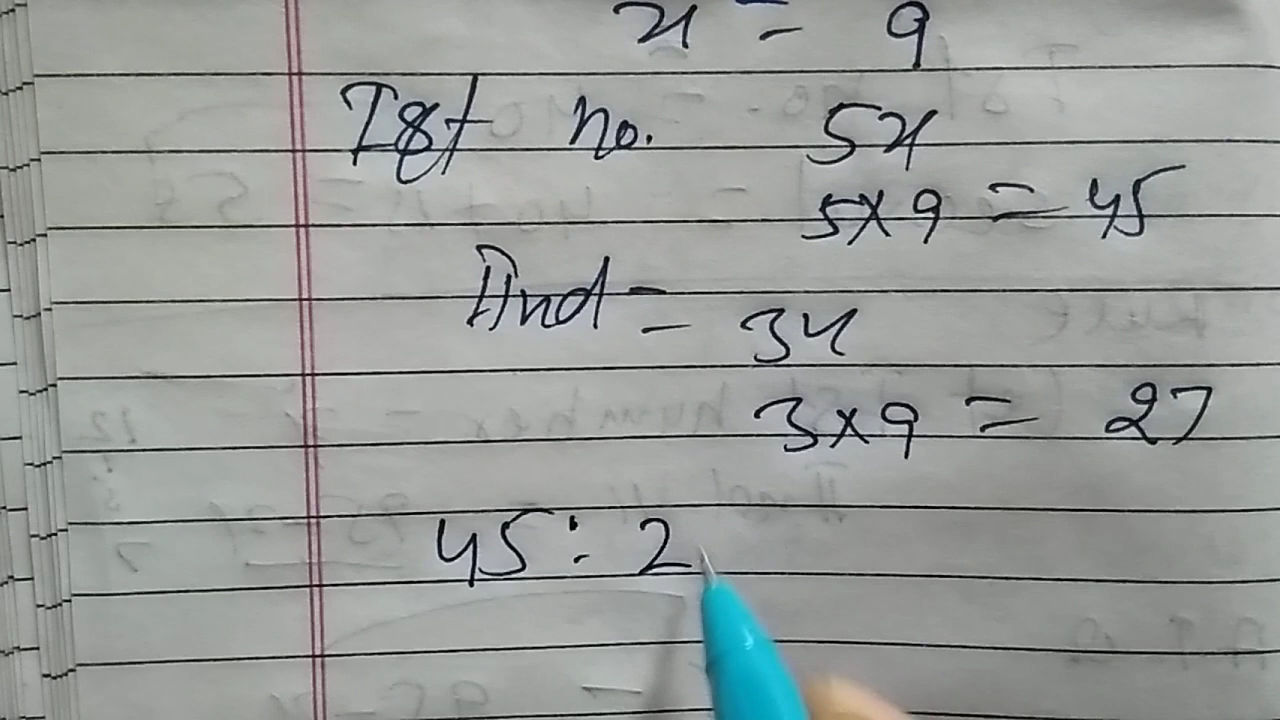 x = 9
Ist no. 5x
5x9 = 45
IInd = 3x
3x9 = 27
45 : 2